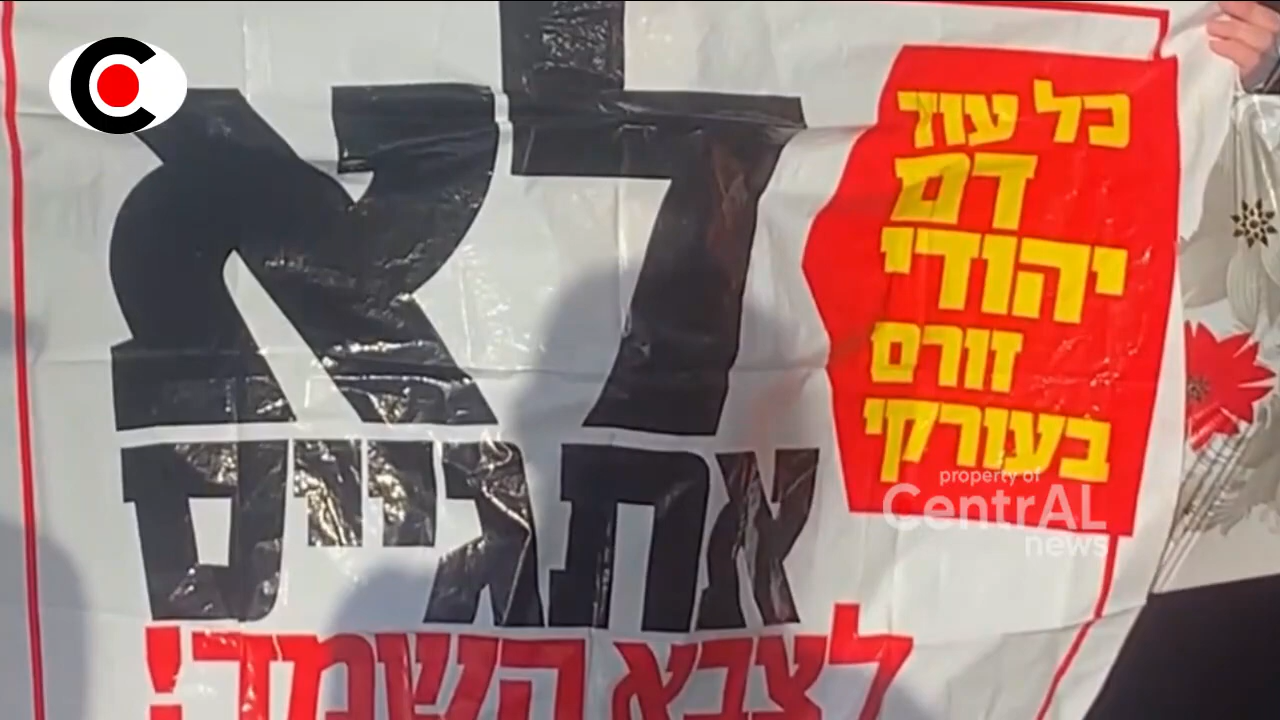 כל עוד
דם
יהודי
זורם
בעורקי
לא
אתגייס
לצבא השמד!
property of
CentrAL
news